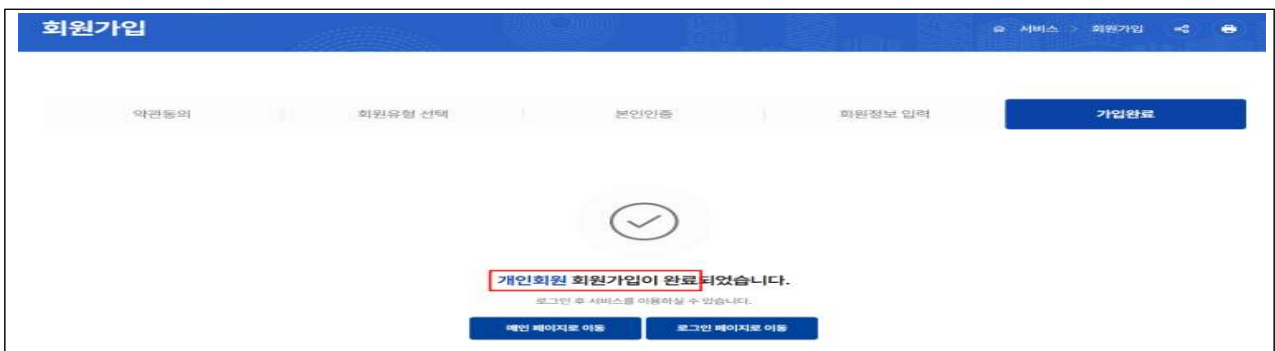 회원가입
서비스 > 회원가입
약관동의 회원유형 선택 본인인증 회원정보 입력 가입완료
개인회원 회원가입이 완료되었습니다.
로그인 후 서비스를 이용하실 수 있습니다.
메인 페이지로 이동 로그인 페이지로 이동